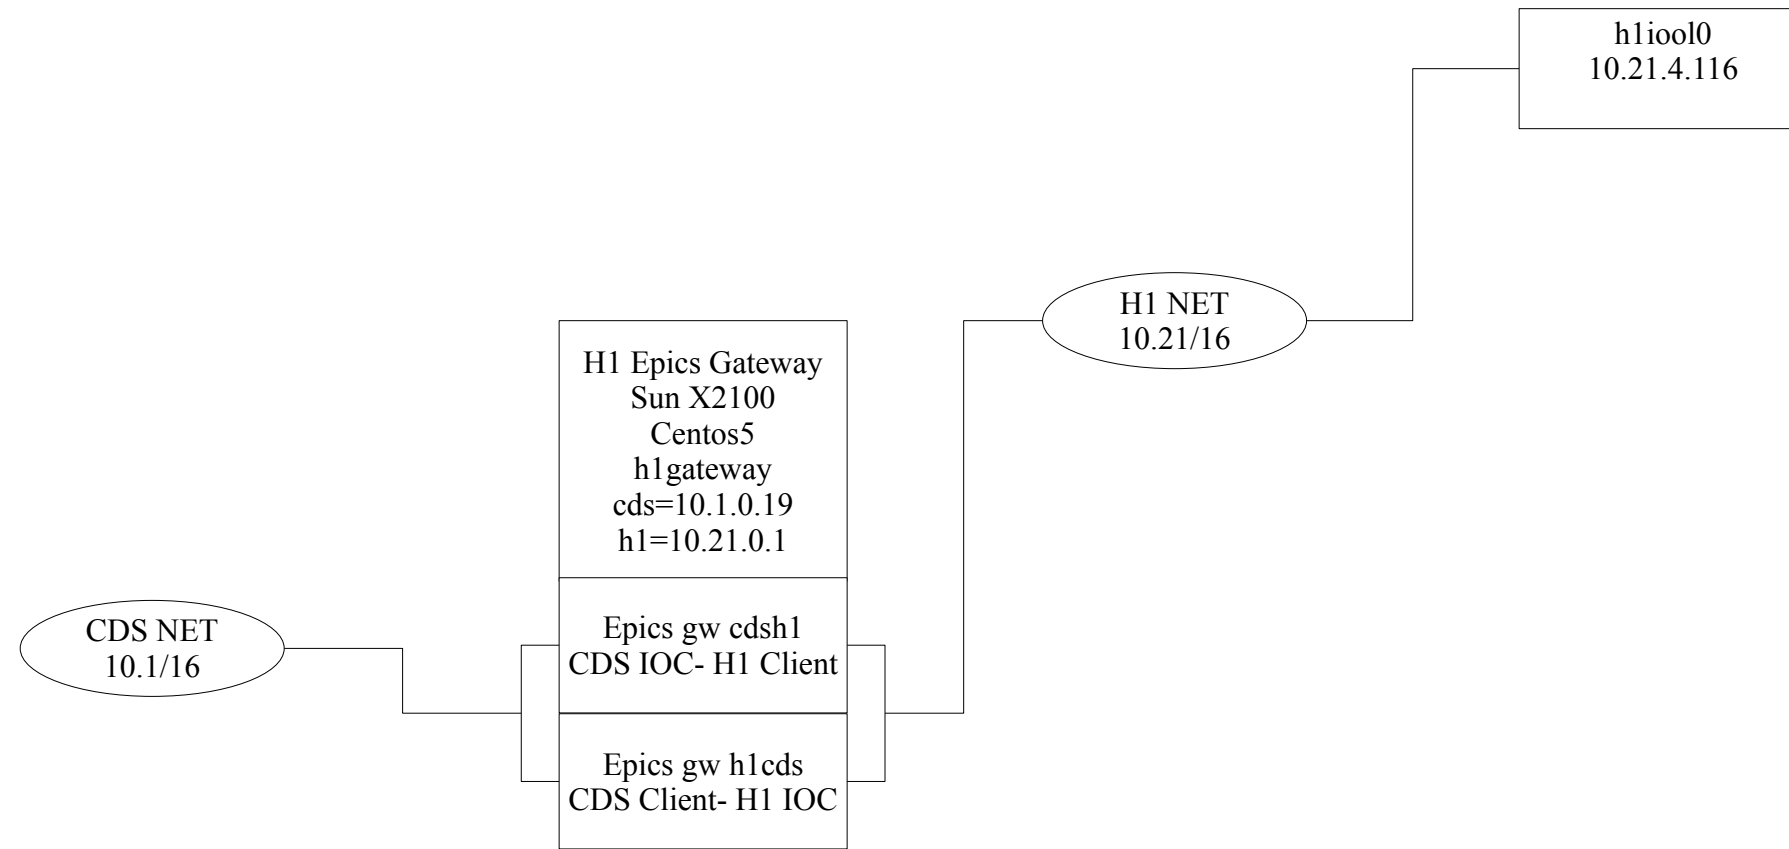 h1iool0
10.21.4.116
H1 NET
10.21/16
H1 Epics Gateway
Sun X2100
Centos5
h1gateway
cds=10.1.0.19
h1=10.21.0.1
CDS NET
10.1/16
Epics gw cdsh1
CDS IOC- H1 Client
Epics gw h1cds
CDS Client- H1 IOC